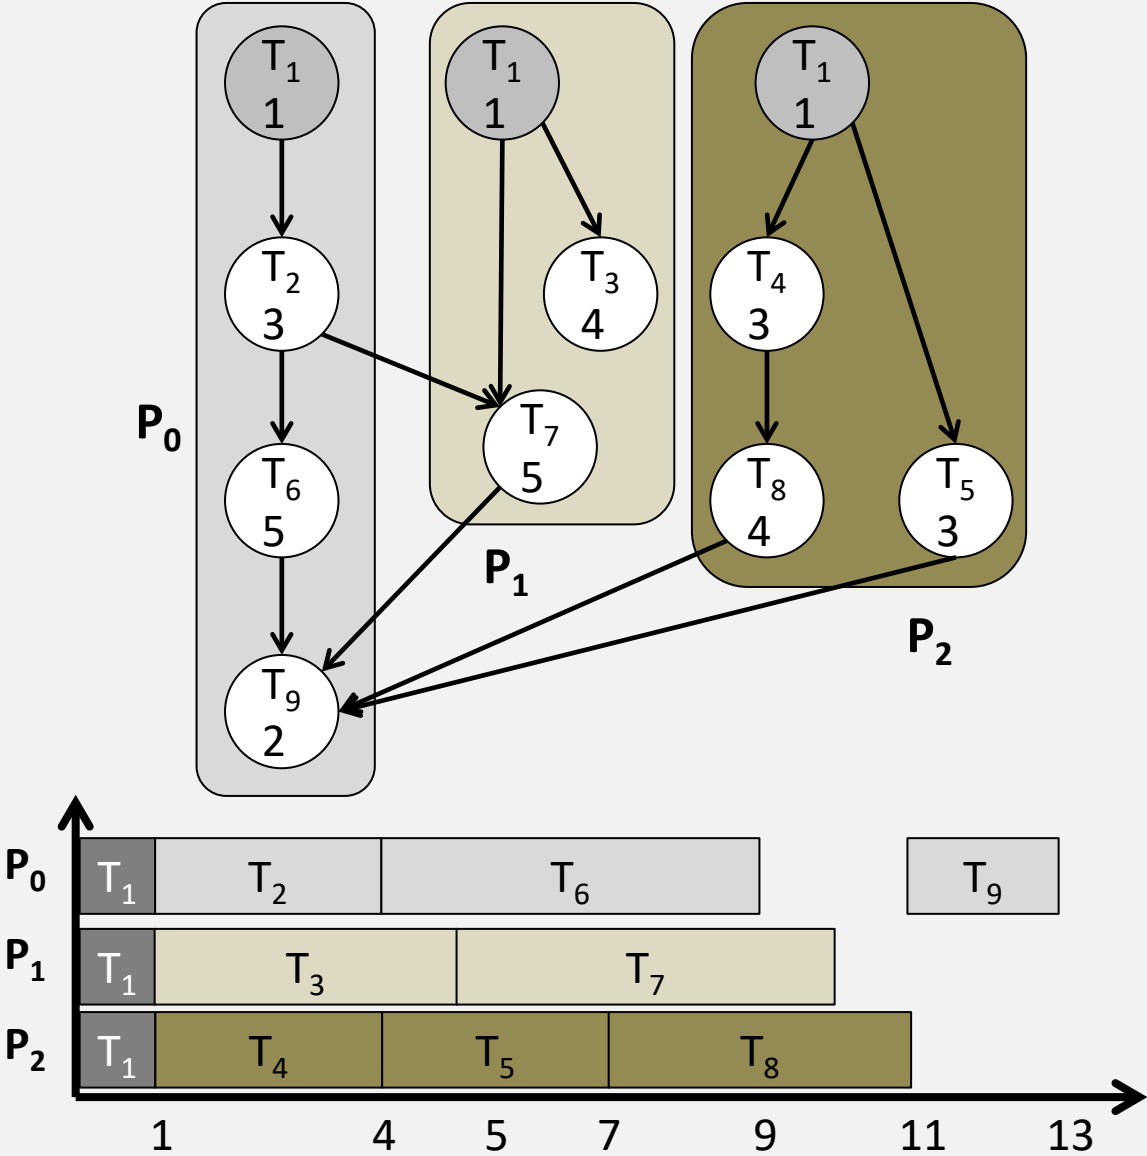 T1 T1 T1
1 1 1
T2 T3 T4
3 4 3
P0
T7
5
T6 T8 T5
5 4 3
P1
P2
T9
2
P0 T1 T2 T6 T9
P1 T1 T3 T7
P2 T1 T4 T5 T8
1 4 5 7 9 11 13